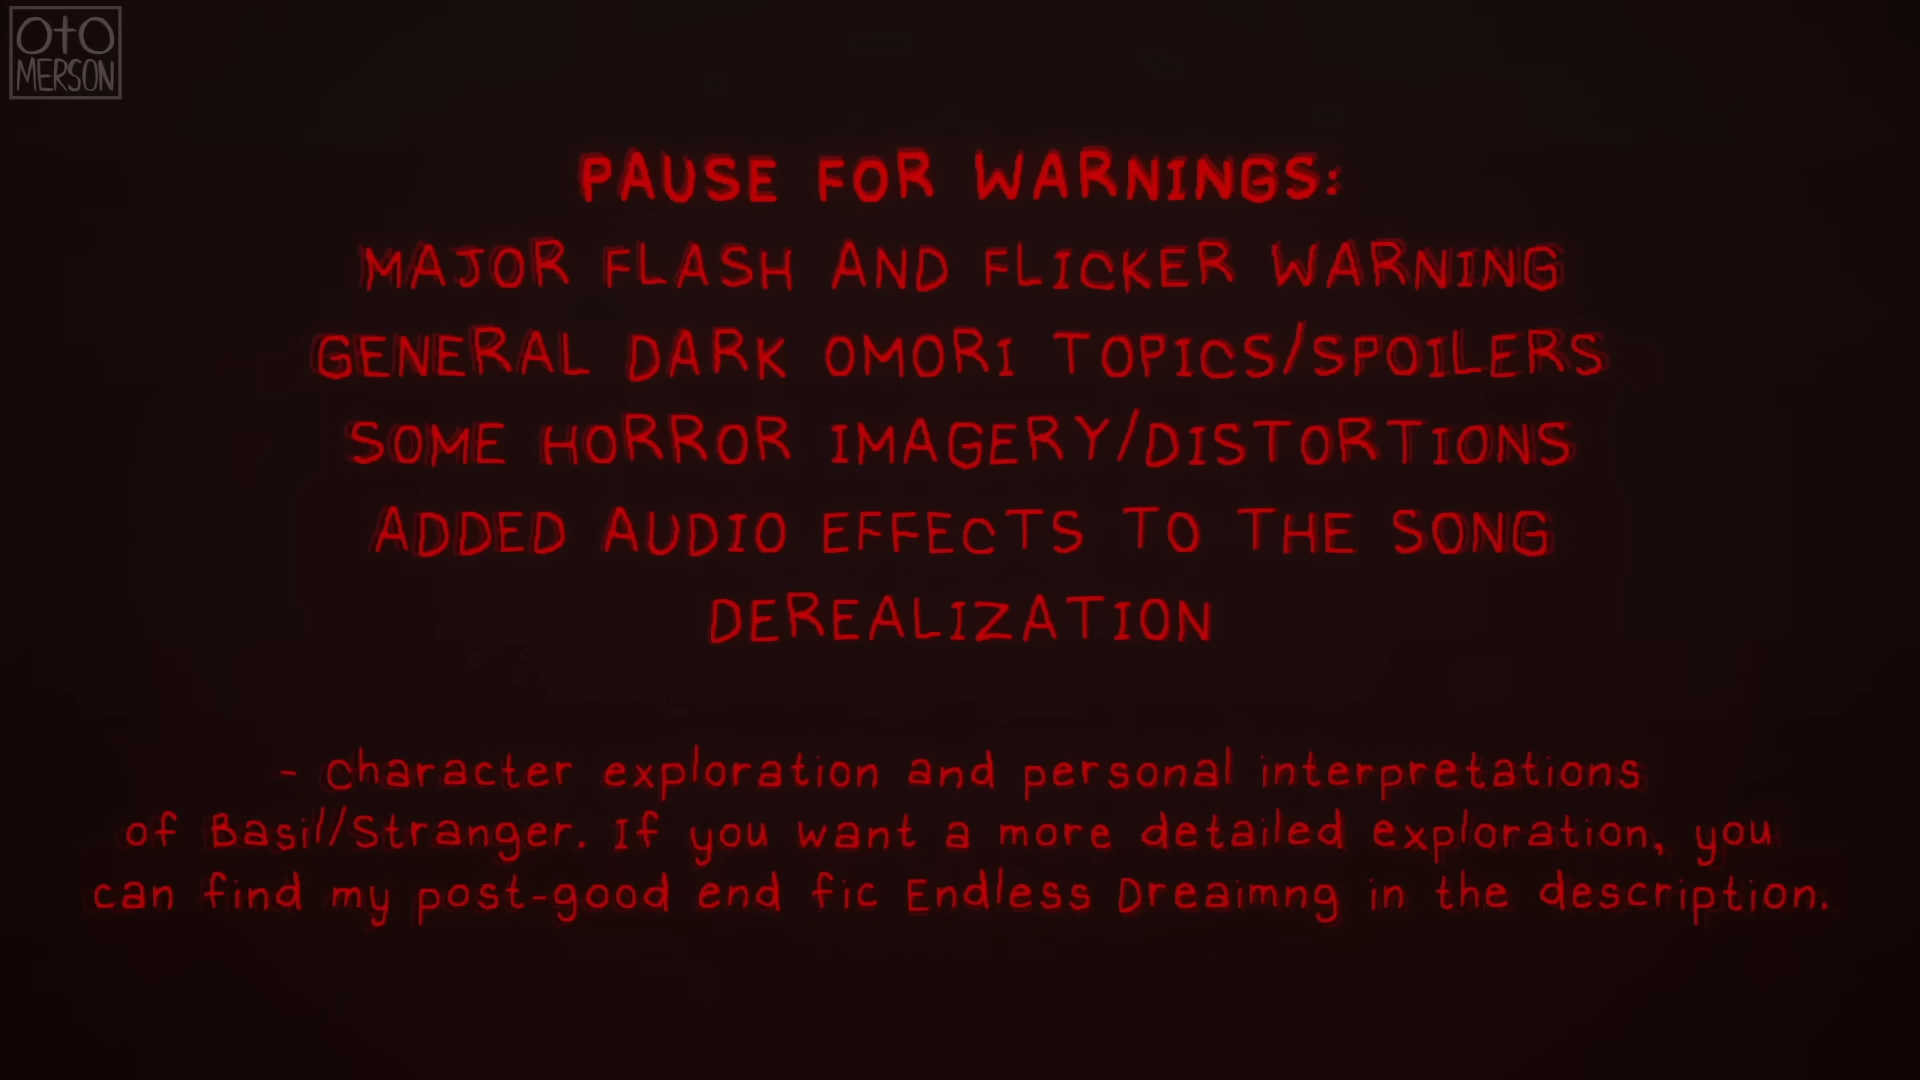 OtO
MERSON
PAUSE FOR WARNINGS:
MAJOR FLASH AND FLICKER WARNING
GENERAL DARK OMORI TOPICS/SPOILERS
SOME HORROR IMAGERY/DISTORTIONS
ADDED AUDIO EFFECTS TO THE SONG
DEREALIZATION
- Character exploration and personal interpretations
of Basil/Stranger. If you want a more detailed exploration, you
can find my post-good end fic Endless Dreaimng in the description.